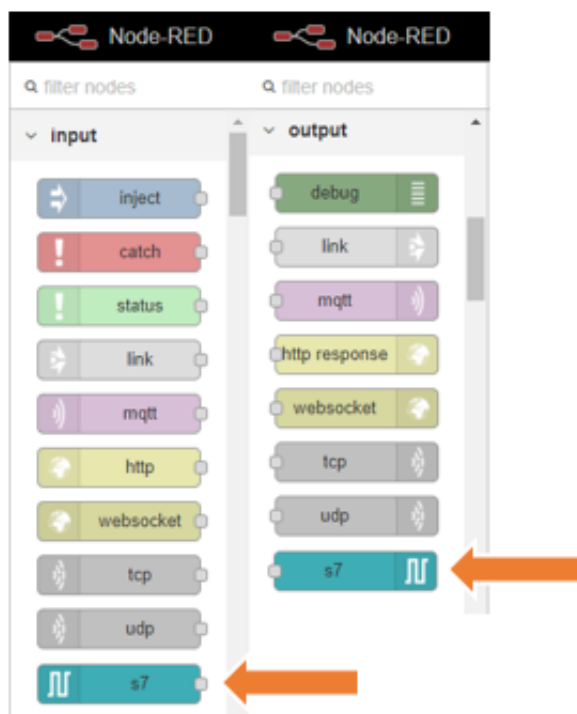 Node-RED
filter nodes
input
inject
catch
status
link
mqtt
http
websocket
tcp
udp
s7
Node-RED
filter nodes
output
debug
link
mqtt
http response
websocket
tcp
udp
s7